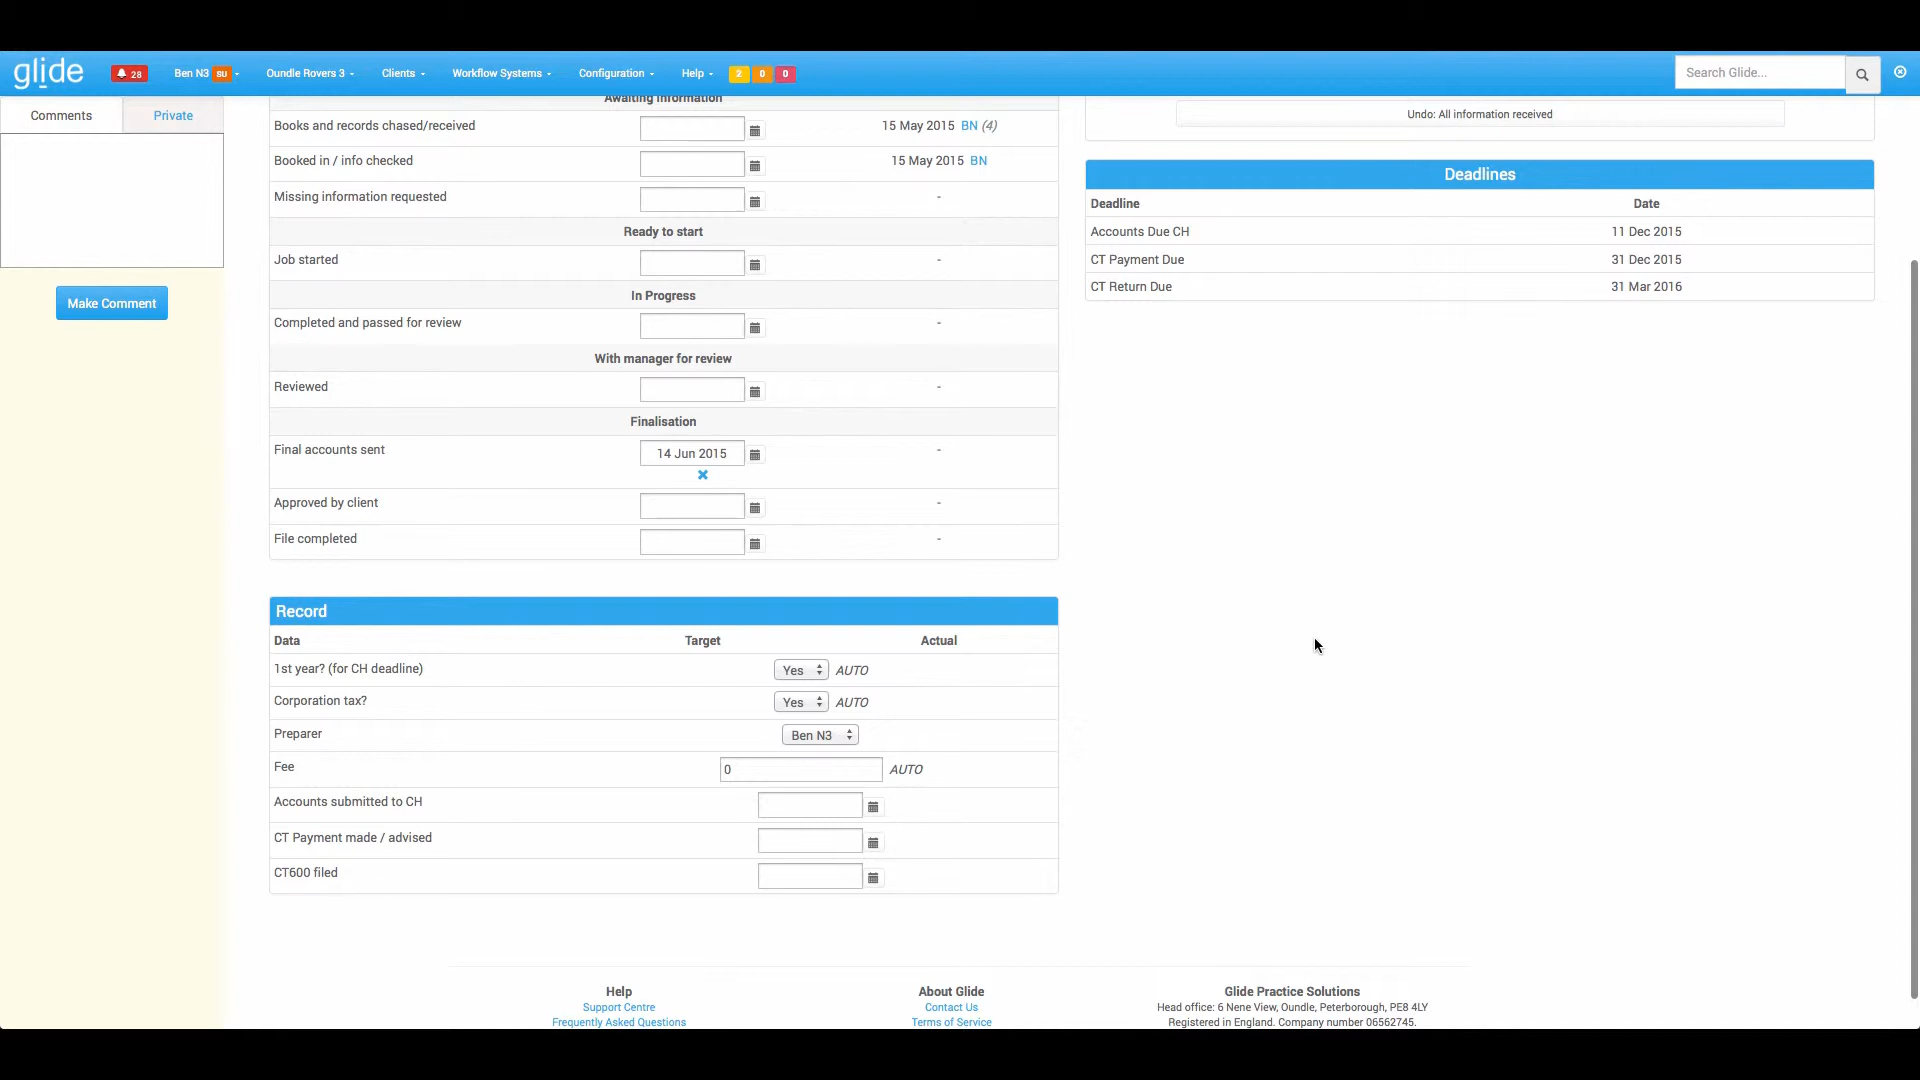 glide
28
Ben N3 SU
Oundle Rovers 3
Clients
Workflow Systems
Configuration
Help
2 0 0
Search Glide...
Comments
Private
Make Comment
Awaiting Information
Books and records chased/received 15 May 2015 BN (4)
Booked in / info checked 15 May 2015 BN
Missing information requested -
Ready to start
Job started -
In Progress
Completed and passed for review -
With manager for review
Reviewed -
Finalisation
Final accounts sent 14 Jun 2015 -
Approved by client -
File completed -
Undo: All information received
Deadlines
Deadline Date
Accounts Due CH 11 Dec 2015
CT Payment Due 31 Dec 2015
CT Return Due 31 Mar 2016
Record
Data Target Actual
1st year? (for CH deadline) Yes AUTO
Corporation tax? Yes AUTO
Preparer Ben N3
Fee 0 AUTO
Accounts submitted to CH
CT Payment made / advised
CT600 filed
Help
Support Centre
Frequently Asked Questions
About Glide
Contact Us
Terms of Service
Glide Practice Solutions
Head office: 6 Nene View, Oundle, Peterborough, PE8 4LY
Registered in England. Company number 06562745.